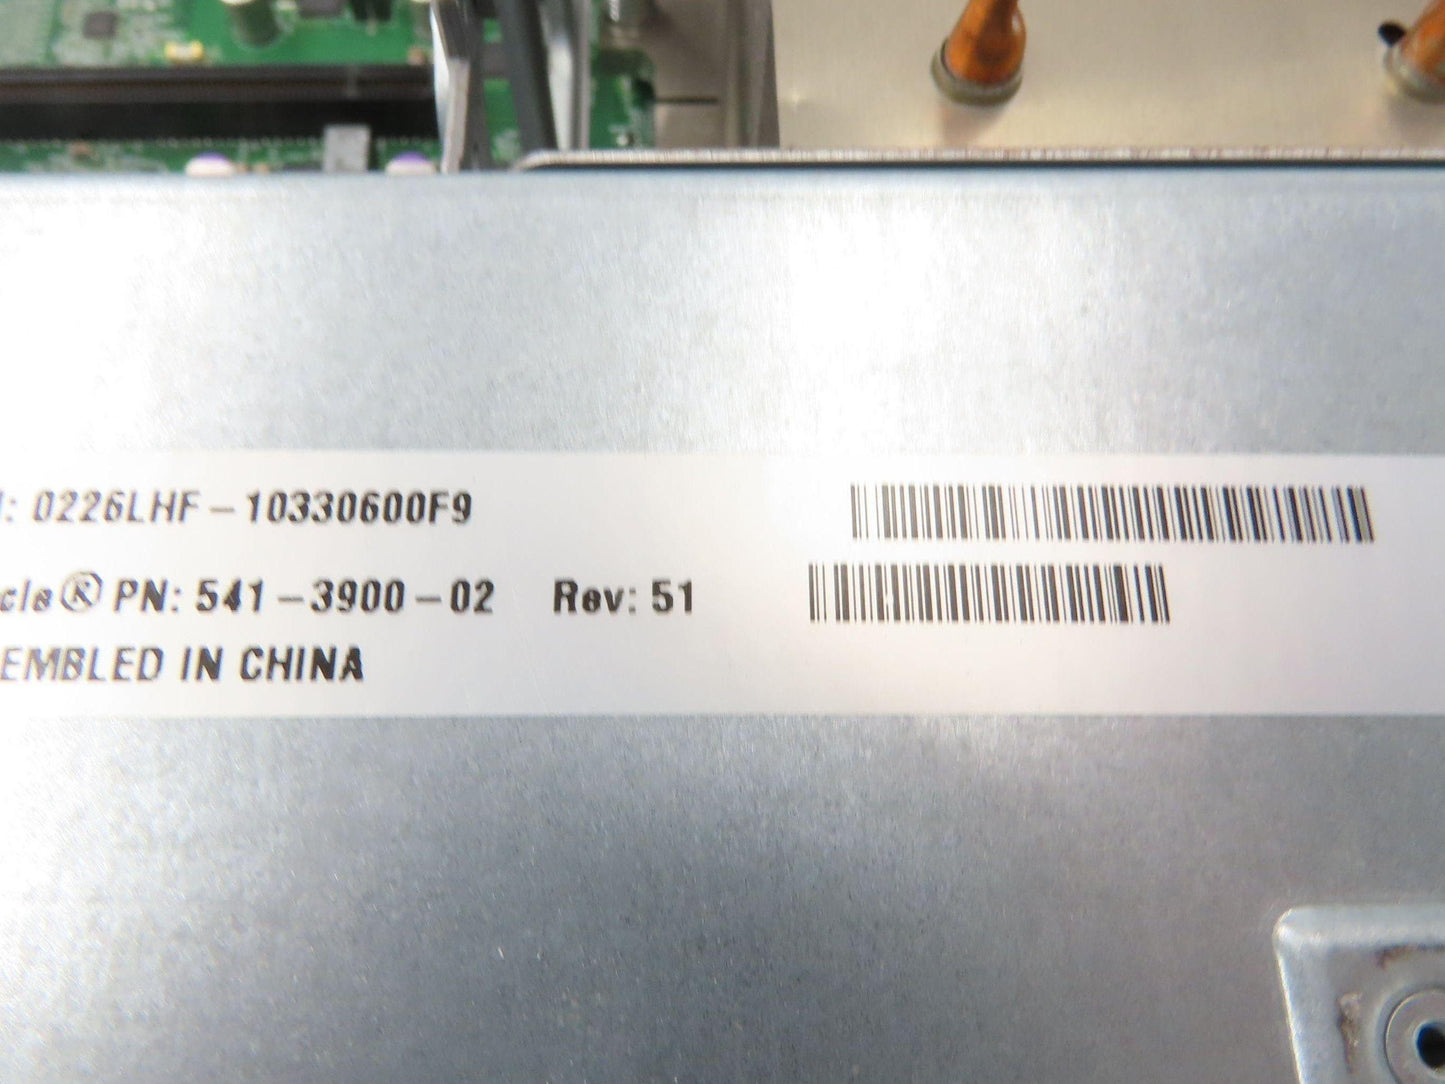 : 0226LHF-10330600F9
cle® PN: 541-3900-02 Rev: 51
EMBLED IN CHINA